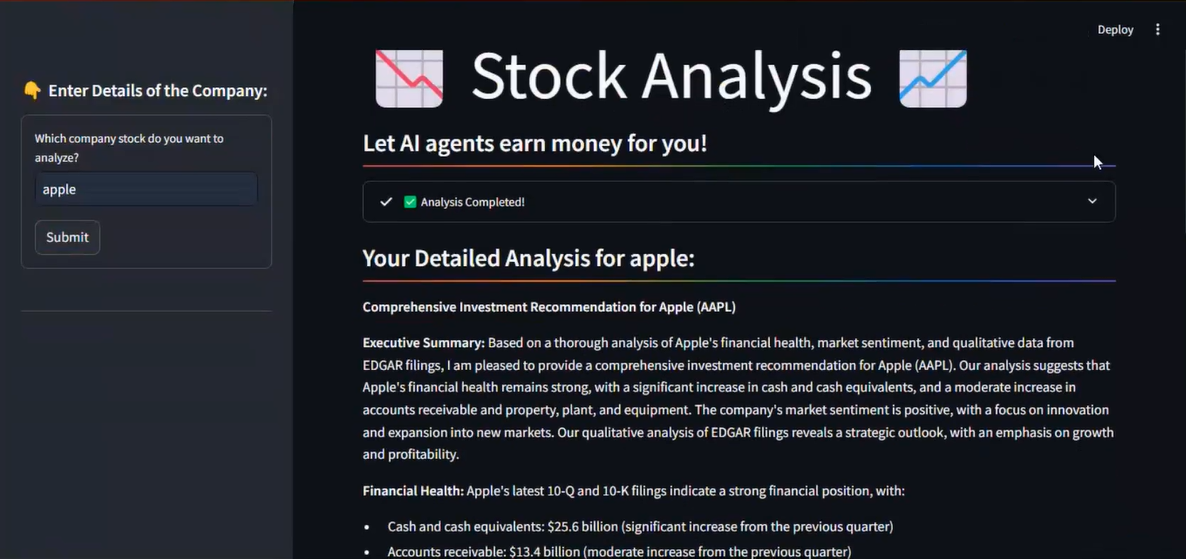 Deploy
Stock Analysis
Let AI agents earn money for you!
Enter Details of the Company:
Which company stock do you want to
analyze?
apple
Submit
Analysis Completed!
Your Detailed Analysis for apple:
Comprehensive Investment Recommendation for Apple (AAPL)
Executive Summary: Based on a thorough analysis of Apple's financial health, market sentiment, and qualitative data from
EDGAR filings, I am pleased to provide a comprehensive investment recommendation for Apple (AAPL). Our analysis suggests that
Apple's financial health remains strong, with a significant increase in cash and cash equivalents, and a moderate increase in
accounts receivable and property, plant, and equipment. The company's market sentiment is positive, with a focus on innovation
and expansion into new markets. Our qualitative analysis of EDGAR filings reveals a strategic outlook, with an emphasis on growth
and profitability.
Financial Health: Apple's latest 10-Q and 10-K filings indicate a strong financial position, with:
• Cash and cash equivalents: $25.6 billion (significant increase from the previous quarter)
• Accounts receivable: $13.4 billion (moderate increase from the previous quarter)